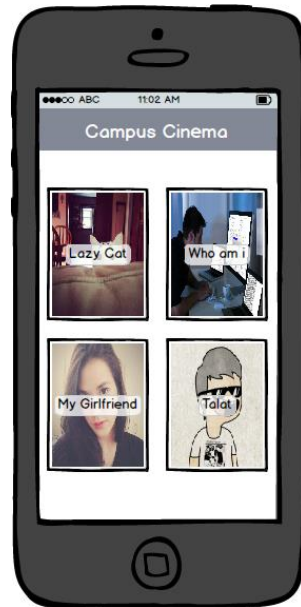 ABC 11:02 AM
Campus Cinema
Lazy Cat
Who am i
My Girlfriend
Talat